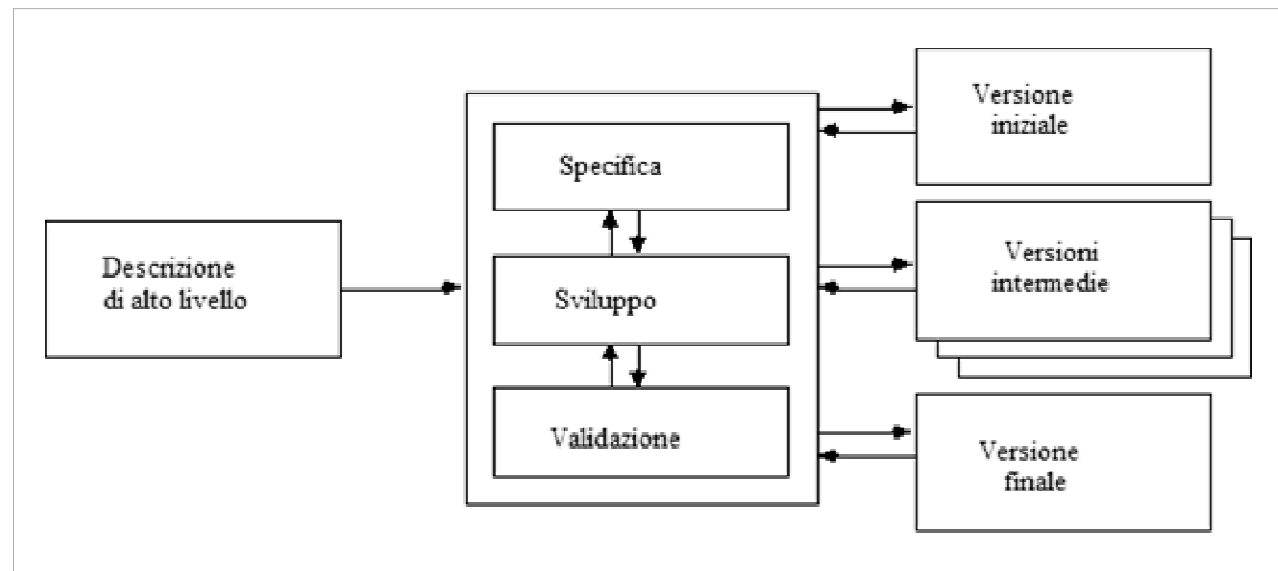 Descrizione
di alto livello
Specifica
Sviluppo
Validazione
Versione
iniziale
Versioni
intermedie
Versione
finale